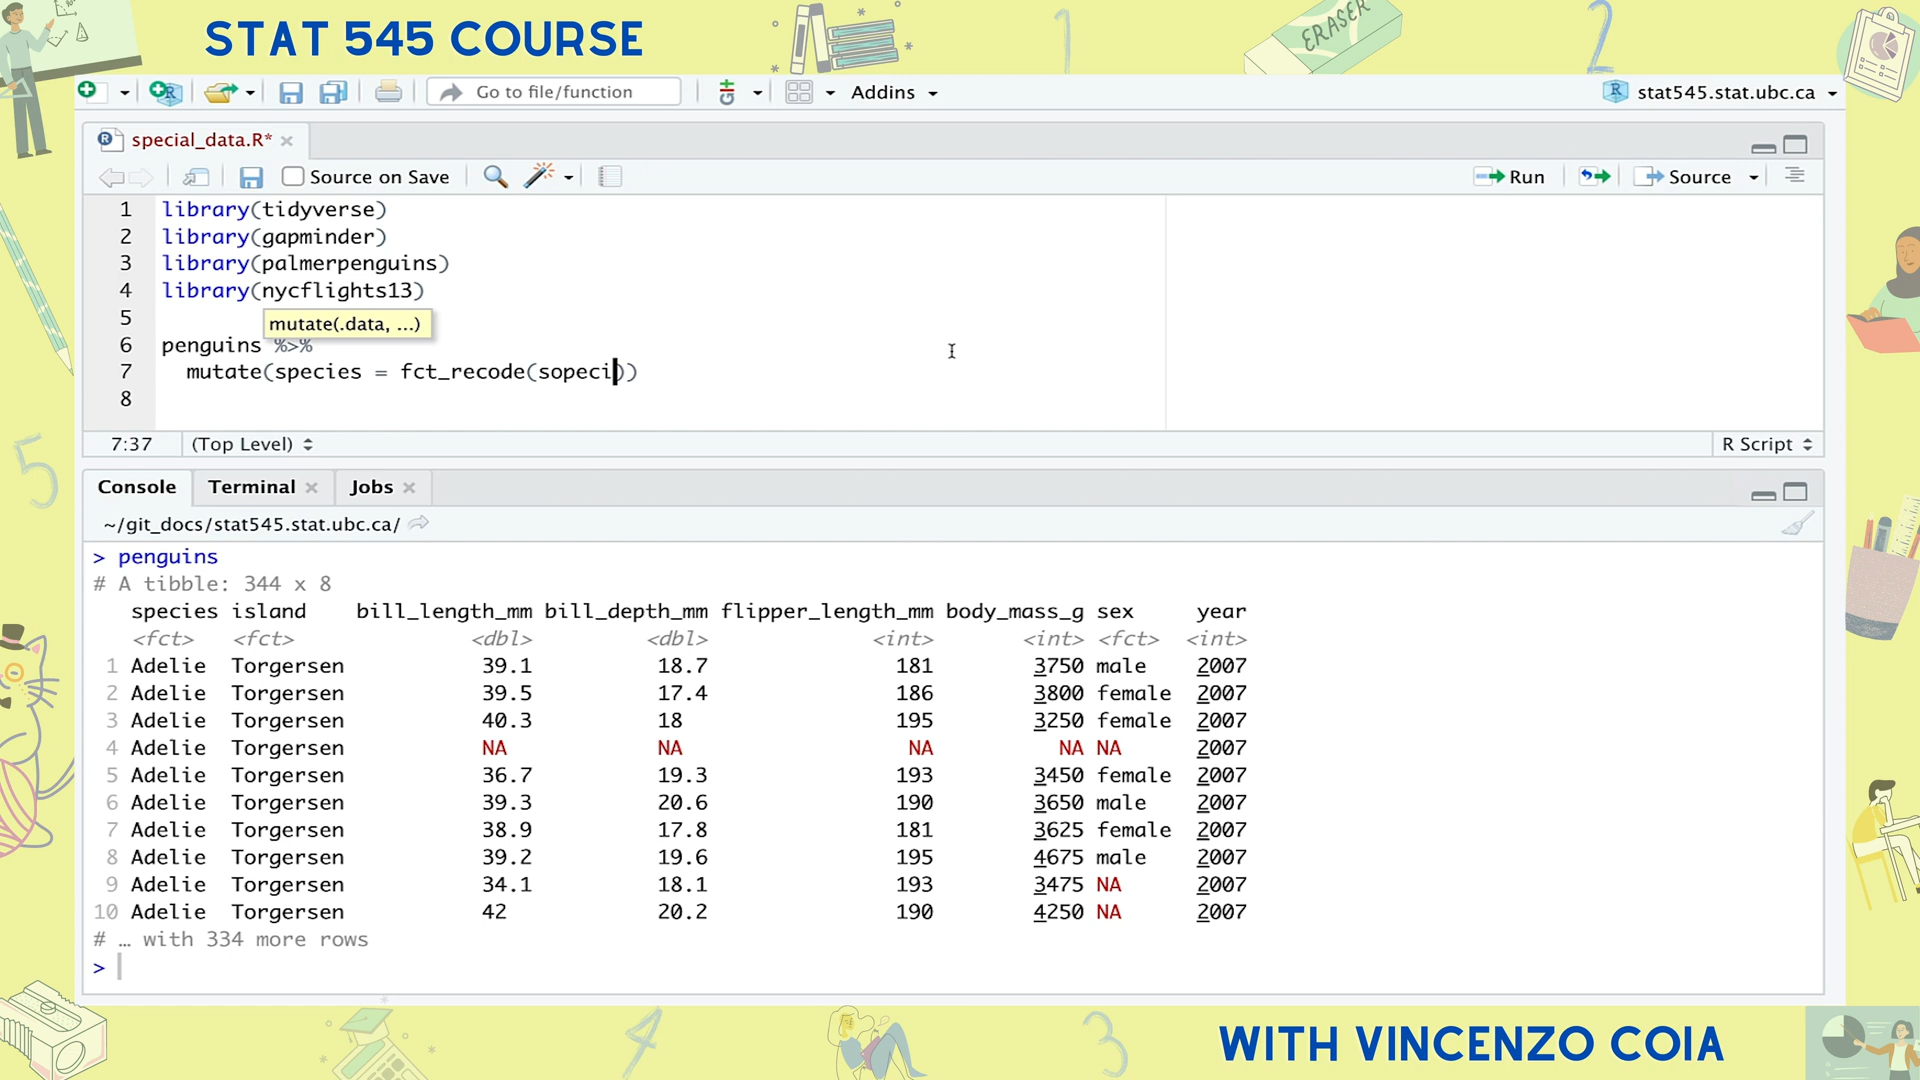 STAT 545 COURSE
ERASER
1
2
Go to file/function
Addins
stat545.stat.ubc.ca
special_data.R*
Source on Save
Run
Source
1 library(tidyverse)
2 library(gapminder)
3 library(palmerpenguins)
4 library(nycflights13)
5
mutate(.data, ...)
6 penguins %>%
7 mutate(species = fct_recode(sopeci))
8
7:37 (Top Level) R Script
5
Console Terminal Jobs
~/git_docs/stat545.stat.ubc.ca/
> penguins
# A tibble: 344 x 8
species island bill_length_mm bill_depth_mm flipper_length_mm body_mass_g sex year
<fct> <fct> <dbl> <dbl> <int> <int> <fct> <int>
1 Adelie Torgersen 39.1 18.7 181 3750 male 2007
2 Adelie Torgersen 39.5 17.4 186 3800 female 2007
3 Adelie Torgersen 40.3 18 195 3250 female 2007
4 Adelie Torgersen NA NA NA NA NA 2007
5 Adelie Torgersen 36.7 19.3 193 3450 female 2007
6 Adelie Torgersen 39.3 20.6 190 3650 male 2007
7 Adelie Torgersen 38.9 17.8 181 3625 female 2007
8 Adelie Torgersen 39.2 19.6 195 4675 male 2007
9 Adelie Torgersen 34.1 18.1 193 3475 NA 2007
10 Adelie Torgersen 42 20.2 190 4250 NA 2007
# … with 334 more rows
>
4
3
WITH VINCENZO COIA